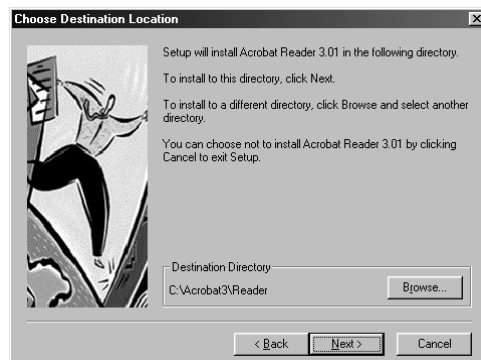 Choose Destination Location
Setup will install Acrobat Reader 3.01 in the following directory.
To install to this directory, click Next.
To install to a different directory, click Browse and select another
directory.
You can choose not to install Acrobat Reader 3.01 by clicking
Cancel to exit Setup.
Destination Directory
C:\Acrobat3\Reader
Browse...
< Back
Next >
Cancel